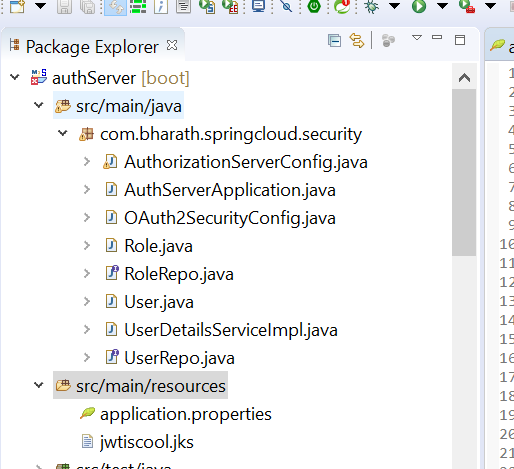 Package Explorer
a
authServer [boot]
src/main/java
com.bharath.springcloud.security
AuthorizationServerConfig.java
AuthServerApplication.java
OAuth2SecurityConfig.java
Role.java
RoleRepo.java
User.java
UserDetailsServiceImpl.java
UserRepo.java
src/main/resources
application.properties
jwtiscool.jks
src/test/java
1
2
3
4
5
6
7
8
9
10
11
12
13
14
15
16
17
18
19
20
21